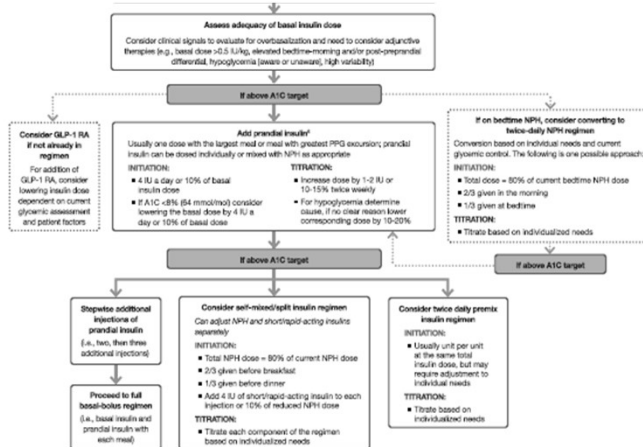 Assess adequacy of basal insulin dose
Consider clinical signals to evaluate for overbasalization and need to consider adjunctive
therapies (e.g., basal dose >0.5 IU/kg, elevated bedtime-morning and/or post-preprandial
differential, hypoglycemia [aware or unaware], high variability)
If above A1C target
Consider GLP-1 RA
if not already in
regimen
For addition of
GLP-1 RA, consider
lowering insulin dose
dependent on current
glycemic assessment
and patient factors
Add prandial insulin
Usually one dose with the largest meal or meal with greatest PPG excursion; prandial
insulin can be dosed individually or mixed with NPH as appropriate
INITIATION:
▪ 4 IU a day or 10% of basal
insulin dose
▪ If A1C <8% (64 mmol/mol) consider
lowering the basal dose by 4 IU a
day or 10% of basal dose
TITRATION:
▪ Increase dose by 1-2 IU or
10-15% twice weekly
▪ For hypoglycemia determine
cause, if no clear reason lower
corresponding dose by 10-20%
If on bedtime NPH, consider converting to
twice-daily NPH regimen
Conversion based on individual needs and current
glycemic control. The following is one possible approach:
INITIATION:
▪ Total dose = 80% of current bedtime NPH dose
▪ 2/3 given in the morning
▪ 1/3 given at bedtime
TITRATION:
▪ Titrate based on individualized needs
If above A1C target
If above A1C target
Stepwise additional
injections of
prandial insulin
(i.e., two, then three
additional injections)
Proceed to full
basal-bolus regimen
(i.e., basal insulin and
prandial insulin with
each meal)
Consider self-mixed/split insulin regimen
Can adjust NPH and short/rapid-acting insulins
separately
INITIATION:
▪ Total NPH dose = 80% of current NPH dose
▪ 2/3 given before breakfast
▪ 1/3 given before dinner
▪ Add 4 IU of short/rapid-acting insulin to each
injection or 10% of reduced NPH dose
TITRATION:
▪ Titrate each component of the regimen
based on individualized needs
Consider twice daily premix
insulin regimen
INITIATION:
▪ Usually unit per unit
at the same total
insulin dose, but may
require adjustment to
individual needs
TITRATION:
▪ Titrate based on
individualized needs